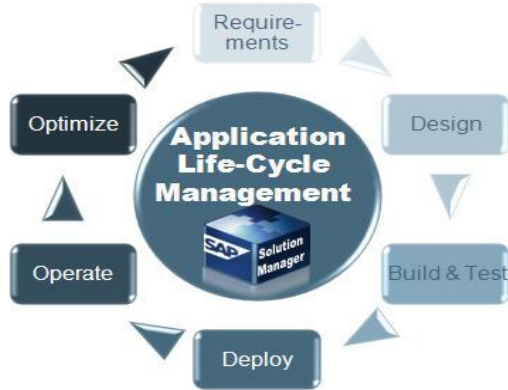 Require-
ments
Optimize
Design
Application
Life-Cycle
Management
SAP
Solution
Manager
Operate
Build & Test
Deploy